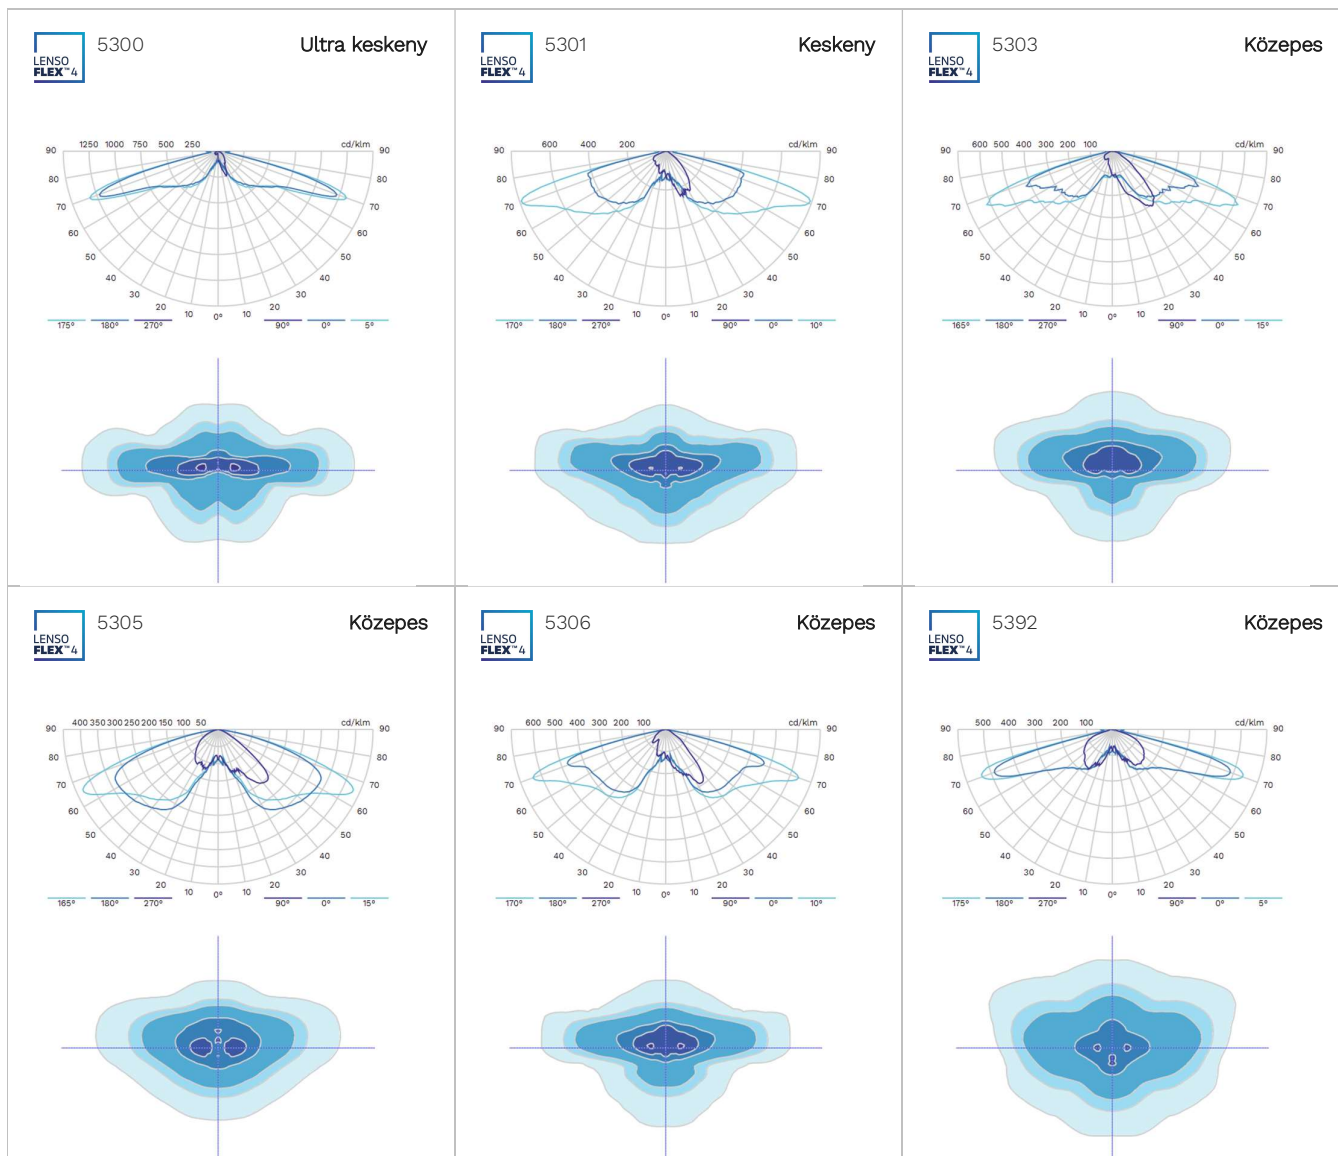 LENSO
FLEX™4
5300
Ultra keskeny
90 1250 1000 750 500 250 cd/klm 90
80 80
70 70
60 60
50 50
40 40
30 30
20 10 0° 10 20
175° 180° 270° 90° 0° 5°
LENSO
FLEX™4
5301
Keskeny
90 600 400 200 cd/klm 90
80 80
70 70
60 60
50 50
40 40
30 30
20 10 0° 10 20
170° 180° 270° 90° 0° 10°
LENSO
FLEX™4
5303
Közepes
90 600 500 400 300 200 100 cd/klm 90
80 80
70 70
60 60
50 50
40 40
30 30
20 10 0° 10 20
165° 180° 270° 90° 0° 15°
LENSO
FLEX™4
5305
Közepes
90 400 350 300 250 200 150 100 50 cd/klm 90
80 80
70 70
60 60
50 50
40 40
30 30
20 10 0° 10 20
165° 180° 270° 90° 0° 15°
LENSO
FLEX™4
5306
Közepes
90 600 500 400 300 200 100 cd/klm 90
80 80
70 70
60 60
50 50
40 40
30 30
20 10 0° 10 20
170° 180° 270° 90° 0° 10°
LENSO
FLEX™4
5392
Közepes
90 500 400 300 200 100 cd/klm 90
80 80
70 70
60 60
50 50
40 40
30 30
20 10 0° 10 20
175° 180° 270° 90° 0° 5°